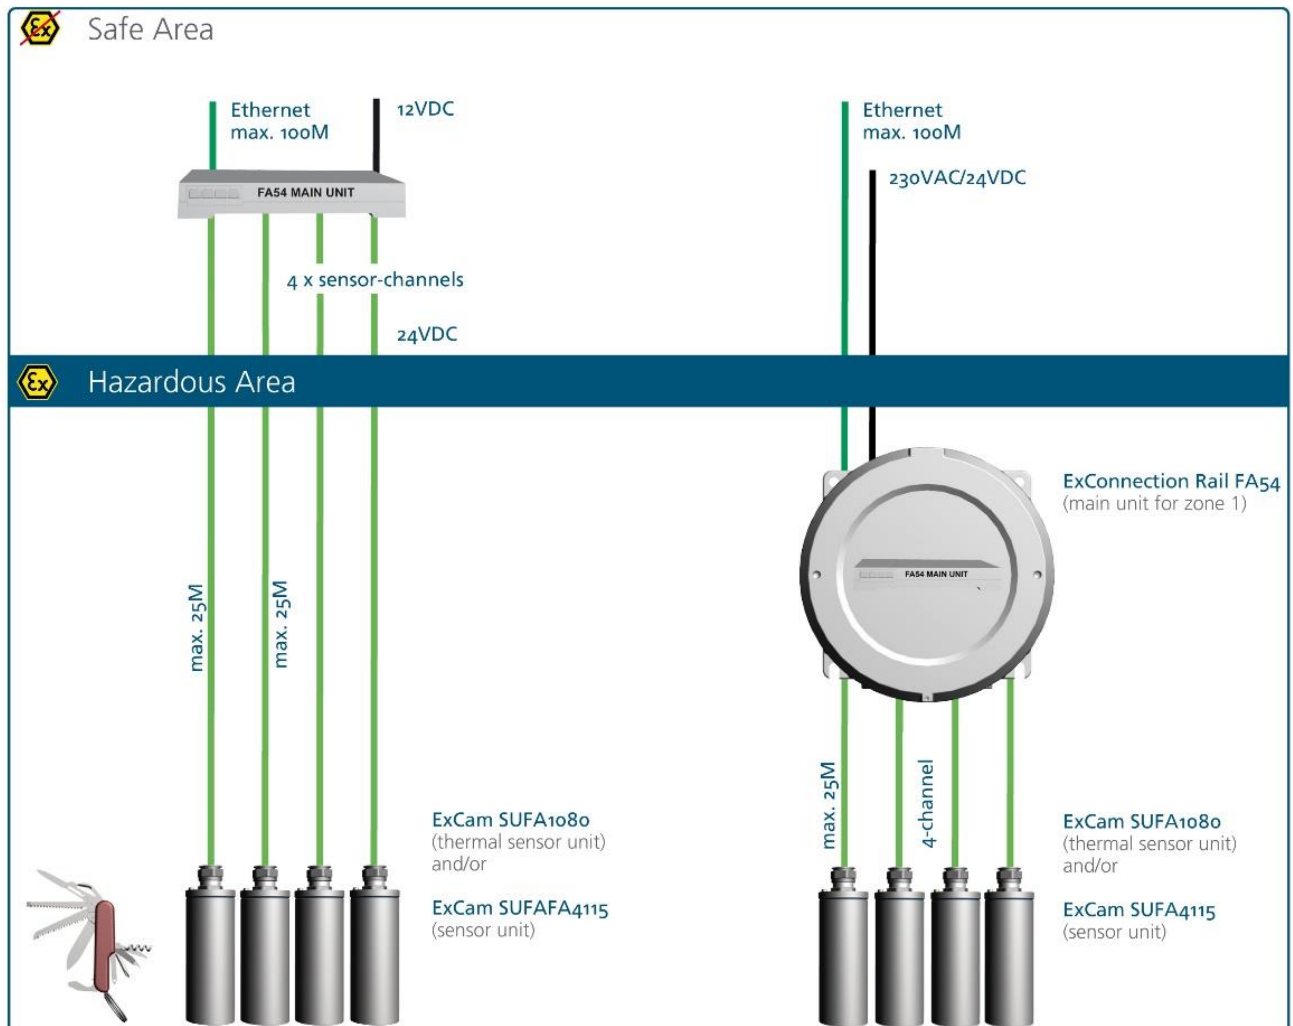 Ex
Safe Area
Ethernet
max. 100M
12VDC
FA54 MAIN UNIT
4 x sensor-channels
24VDC
Ethernet
max. 100M
230VAC/24VDC
Ex
Hazardous Area
max. 25M
max. 25M
ExCam SUFA1080
(thermal sensor unit)
and/or
ExCam SUFAFA4115
(sensor unit)
ExConnection Rail FA54
(main unit for zone 1)
FA54 MAIN UNIT
max. 25M
4-channel
ExCam SUFA1080
(thermal sensor unit)
and/or
ExCam SUFA4115
(sensor unit)